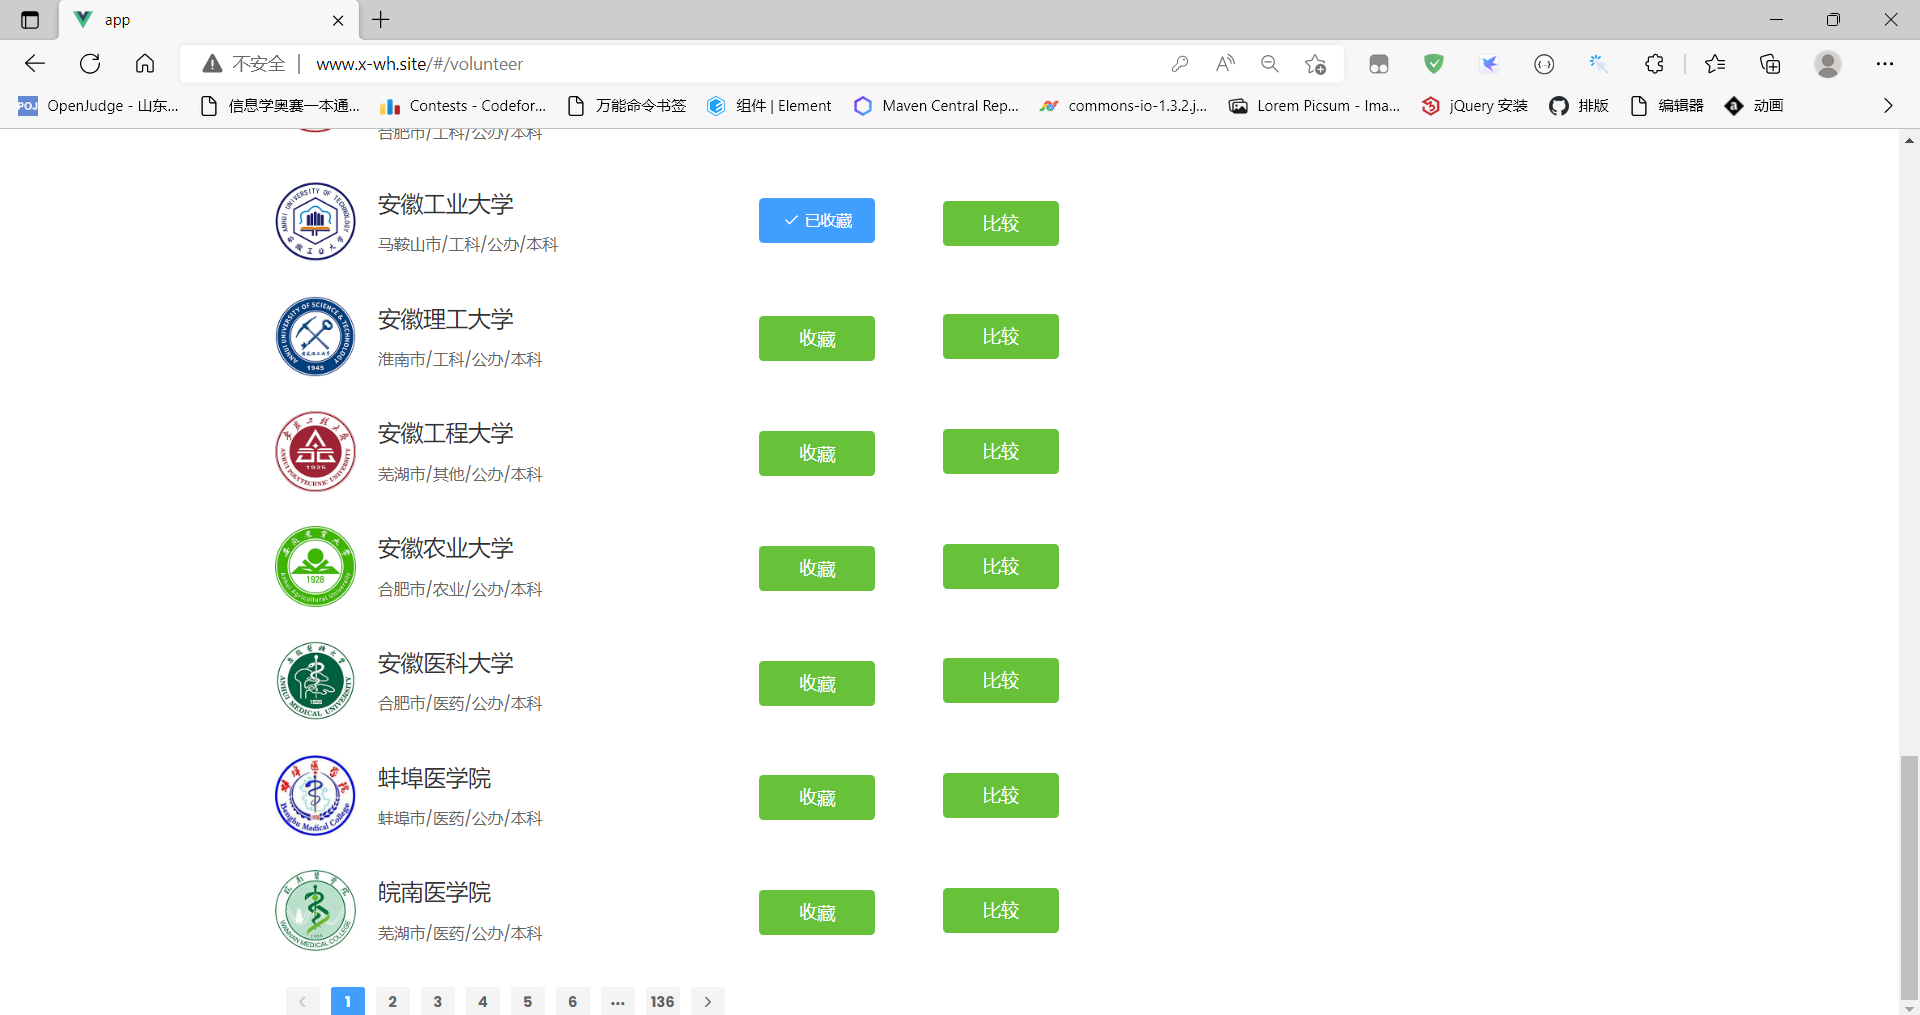 app
不安全 | www.x-wh.site/#/volunteer
OpenJudge - 山东... 信息学奥赛一本通... Contests - Codefor... 万能命令书签 组件 | Element Maven Central Rep... commons-io-1.3.2.j... Lorem Picsum - Ima... jQuery 安装 排版 编辑器 动画
合肥市/工科/公办/本科
安徽工业大学
马鞍山市/工科/公办/本科
已收藏
比较
安徽理工大学
淮南市/工科/公办/本科
收藏
比较
安徽工程大学
芜湖市/其他/公办/本科
收藏
比较
安徽农业大学
合肥市/农业/公办/本科
收藏
比较
安徽医科大学
合肥市/医药/公办/本科
收藏
比较
蚌埠医学院
蚌埠市/医药/公办/本科
收藏
比较
皖南医学院
芜湖市/医药/公办/本科
收藏
比较
1 2 3 4 5 6 ... 136